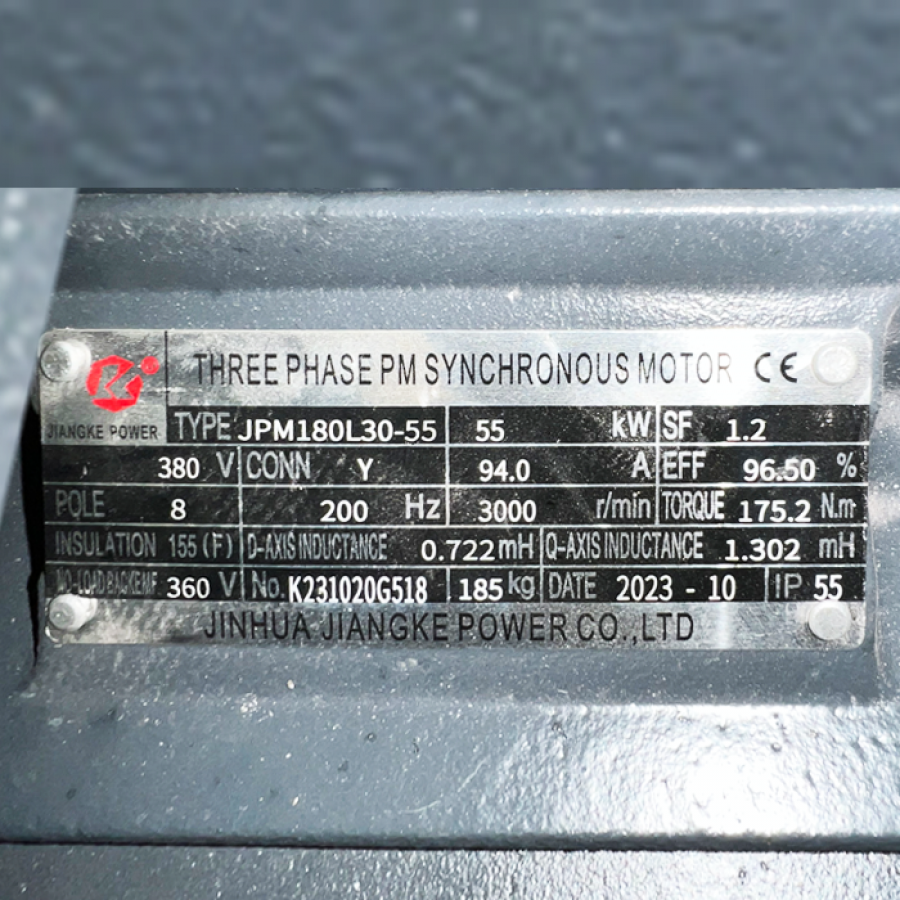 THREE PHASE PM SYNCHRONOUS MOTOR CE
JIANGKE POWER
TYPE JPM180L30-55 55 kW SF 1.2
380 V CONN Y 94.0 A EFF 96.50 %
POLE 8 200 Hz 3000 r/min TORQUE 175.2 N.m
INSULATION 155(F) D-AXIS INDUCTANCE 0.722 mH Q-AXIS INDUCTANCE 1.302 mH
NO-LOAD BACKEMF 360 V No. K231020G518 185 kg DATE 2023 - 10 IP 55
JINHUA JIANGKE POWER CO.,LTD